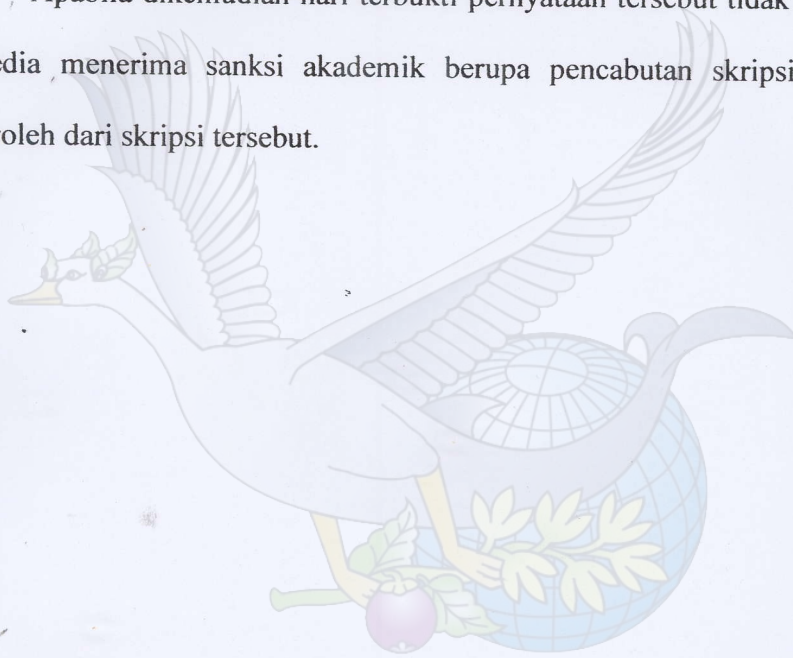 Apabila dikemudian hari terbukti pernyataan tersebut tidak
edia menerima sanksi akademik berupa pencabutan skripsi
oleh dari skripsi tersebut.